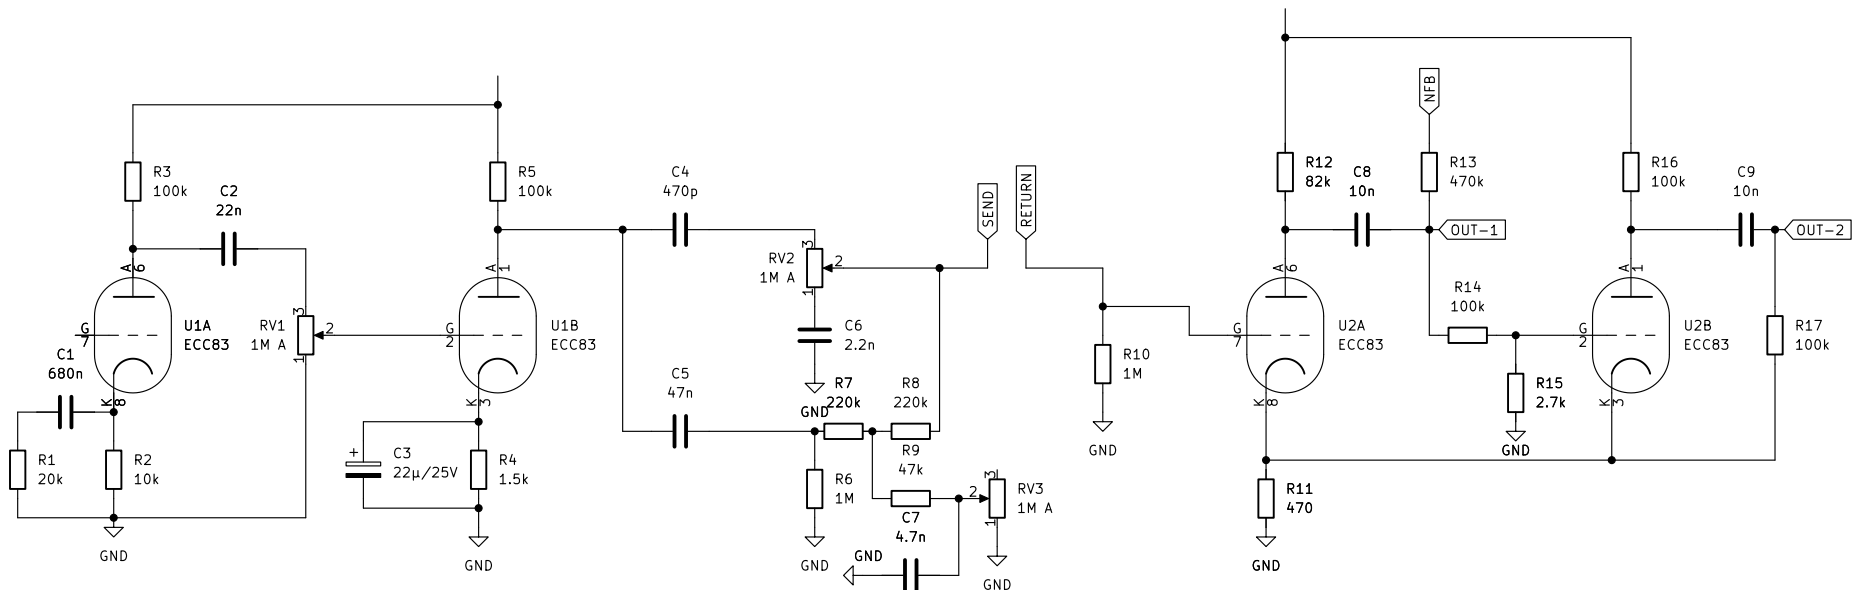 R3
100k
C2
22n
A
6
U1A
ECC83
G
7
C1
680n
K
8
R1
20k
R2
10k
GND
RV1
1M A
3
2
1
R5
100k
A
1
U1B
ECC83
G
2
K
3
C3
22µ/25V
+
R4
1.5k
GND
C4
470p
RV2
1M A
3
2
1
C6
2.2n
GND
C5
47n
R7
220k
R8
220k
R6
1M
GND
R9
47k
C7
4.7n
GND
RV3
1M A
3
2
1
GND
SEND
RETURN
R10
1M
GND
R12
82k
C8
10n
NFB
R13
470k
OUT-1
A
6
U2A
ECC83
G
7
K
8
R11
470
GND
R14
100k
R15
2.7k
GND
R16
100k
C9
10n
OUT-2
A
1
U2B
ECC83
G
2
K
3
R17
100k